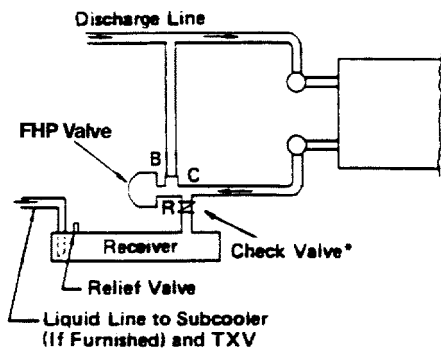 Discharge Line
FHP Valve
B
C
R
Receiver
Check Valve*
Relief Valve
Liquid Line to Subcooler
(If Furnished) and TXV